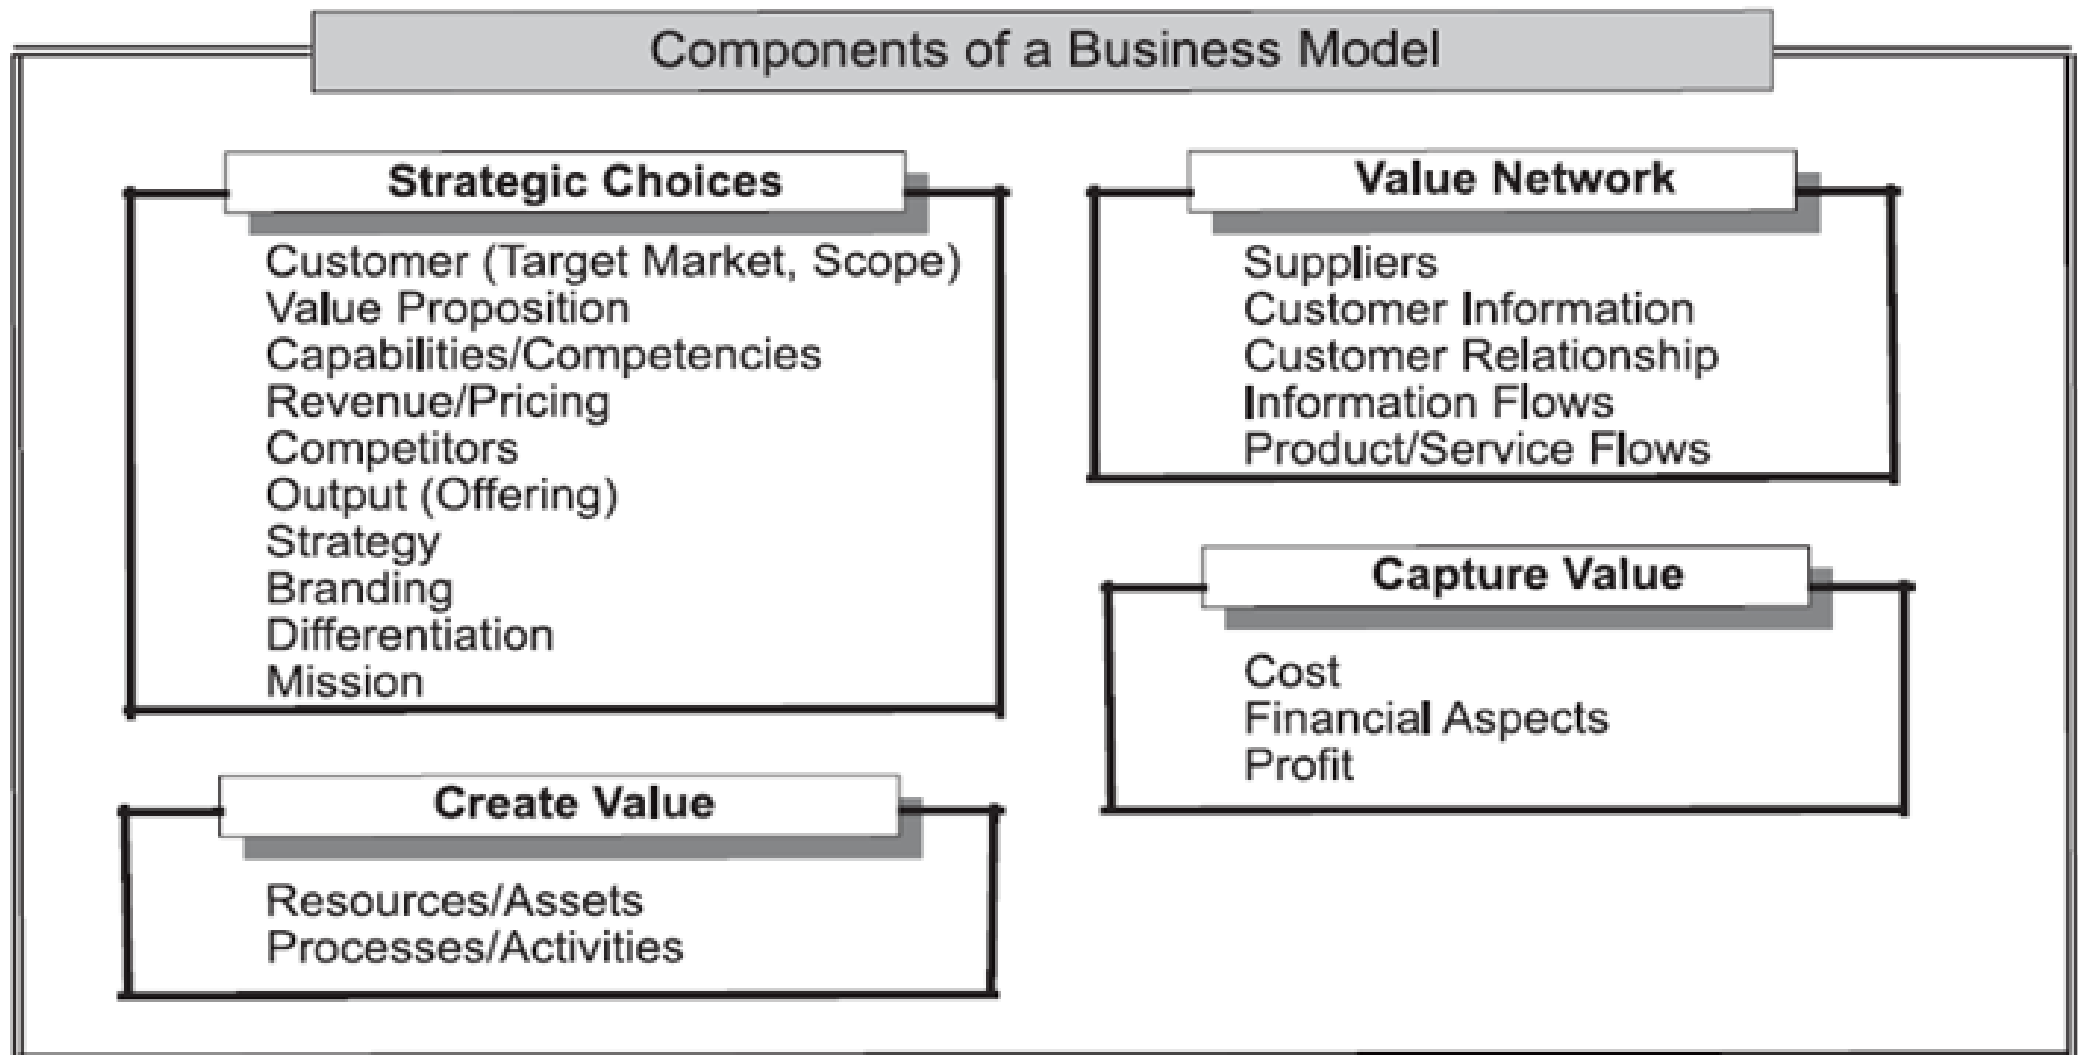 Components of a Business Model
Strategic Choices
Customer (Target Market, Scope)
Value Proposition
Capabilities/Competencies
Revenue/Pricing
Competitors
Output (Offering)
Strategy
Branding
Differentiation
Mission
Create Value
Resources/Assets
Processes/Activities
Value Network
Suppliers
Customer Information
Customer Relationship
Information Flows
Product/Service Flows
Capture Value
Cost
Financial Aspects
Profit